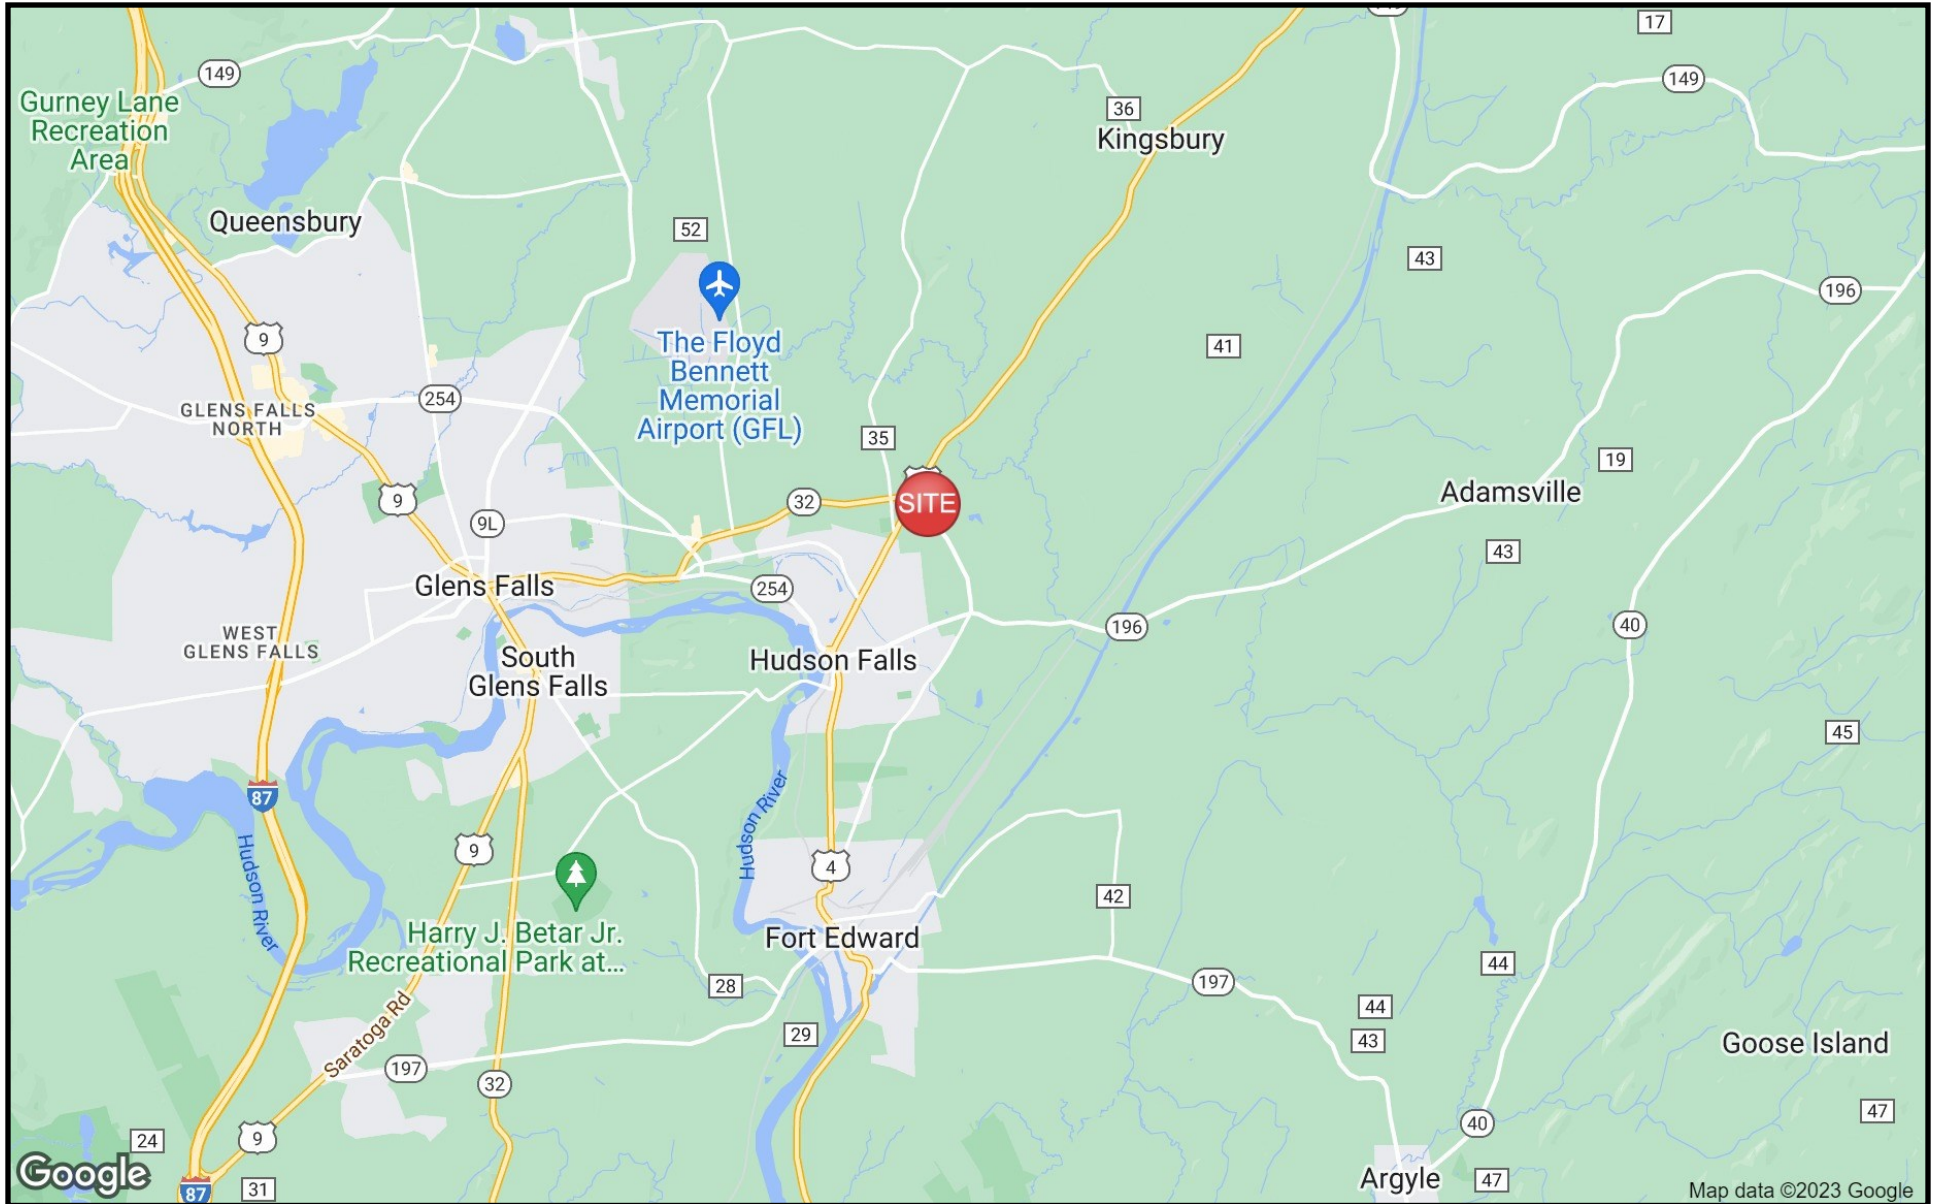 17
149
149
Gurney Lane
Recreation
Area
36
Kingsbury
Queensbury
52
43
196
9
The Floyd
Bennett
Memorial
Airport (GFL)
41
254
GLENS FALLS
NORTH
35
19
9
32
SITE
Adamsville
9L
43
Glens Falls
254
196
40
WEST
GLENS FALLS
South
Glens Falls
Hudson Falls
45
87
Hudson River
Hudson River
9
4
42
Harry J. Betar Jr.
Recreational Park at...
Fort Edward
28
197
44
44
29
43
Goose Island
Saratoga Rd
197
32
47
40
24
9
Google
87
31
Argyle
47
Map data ©2023 Google